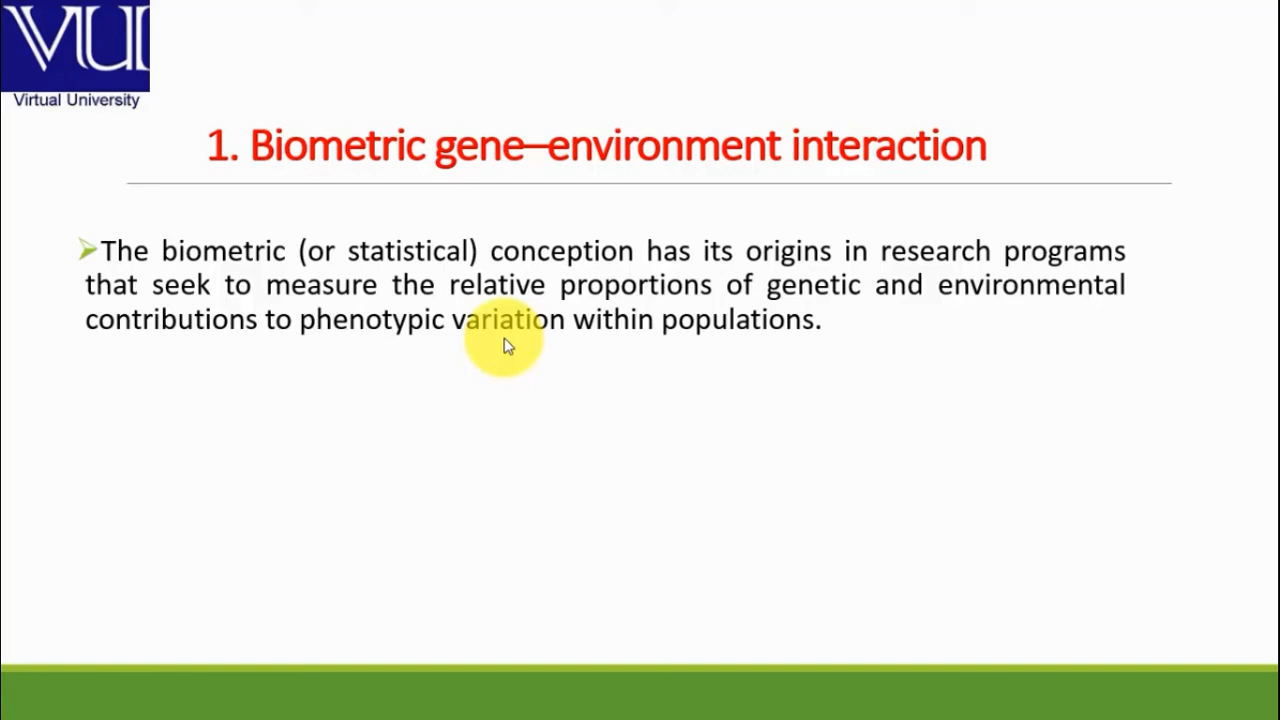 VU
Virtual University
1. Biometric gene–environment interaction
The biometric (or statistical) conception has its origins in research programs
that seek to measure the relative proportions of genetic and environmental
contributions to phenotypic variation within populations.